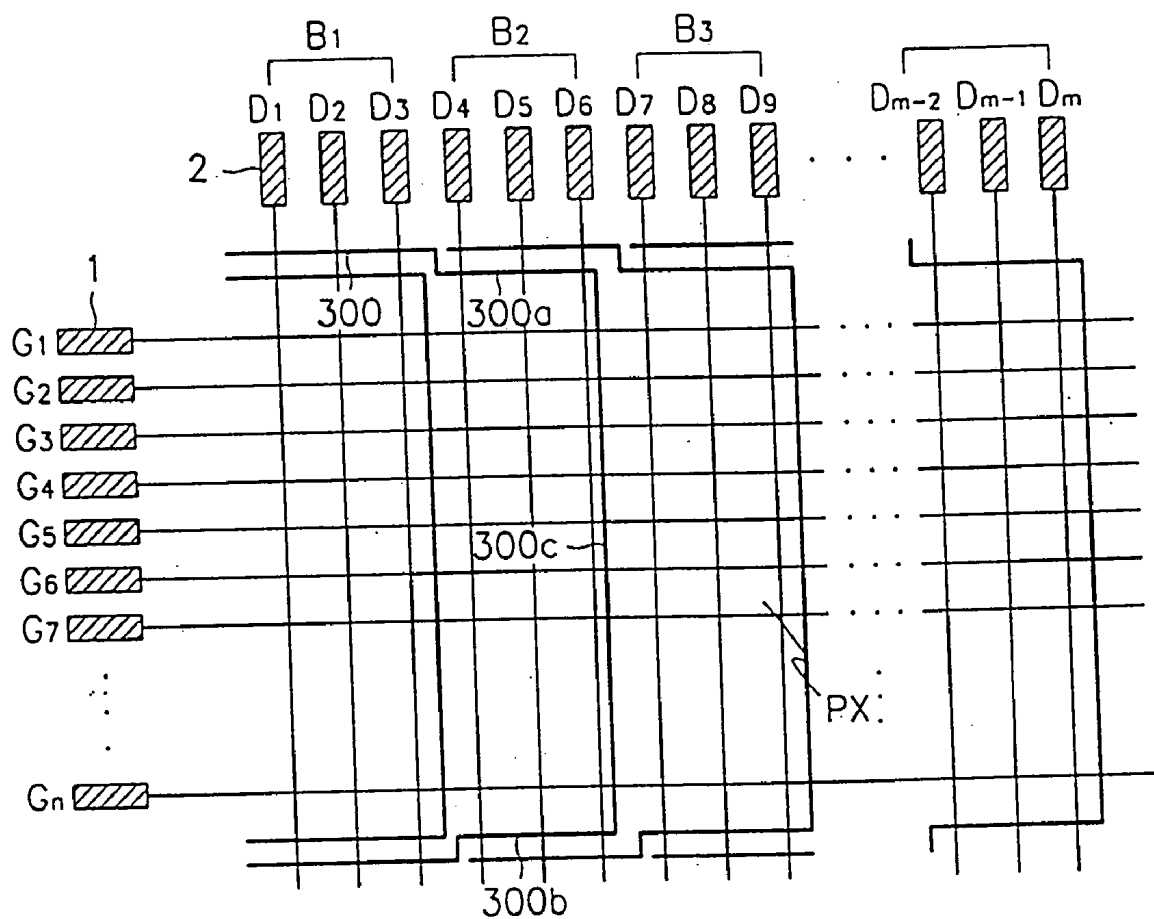 B1 B2 B3
D1 D2 D3 D4 D5 D6 D7 D8 D9 Dm-2 Dm-1 Dm
2
1
300 300a
G1
G2
G3
G4
G5
300c
G6
G7
PX
Gn
300b